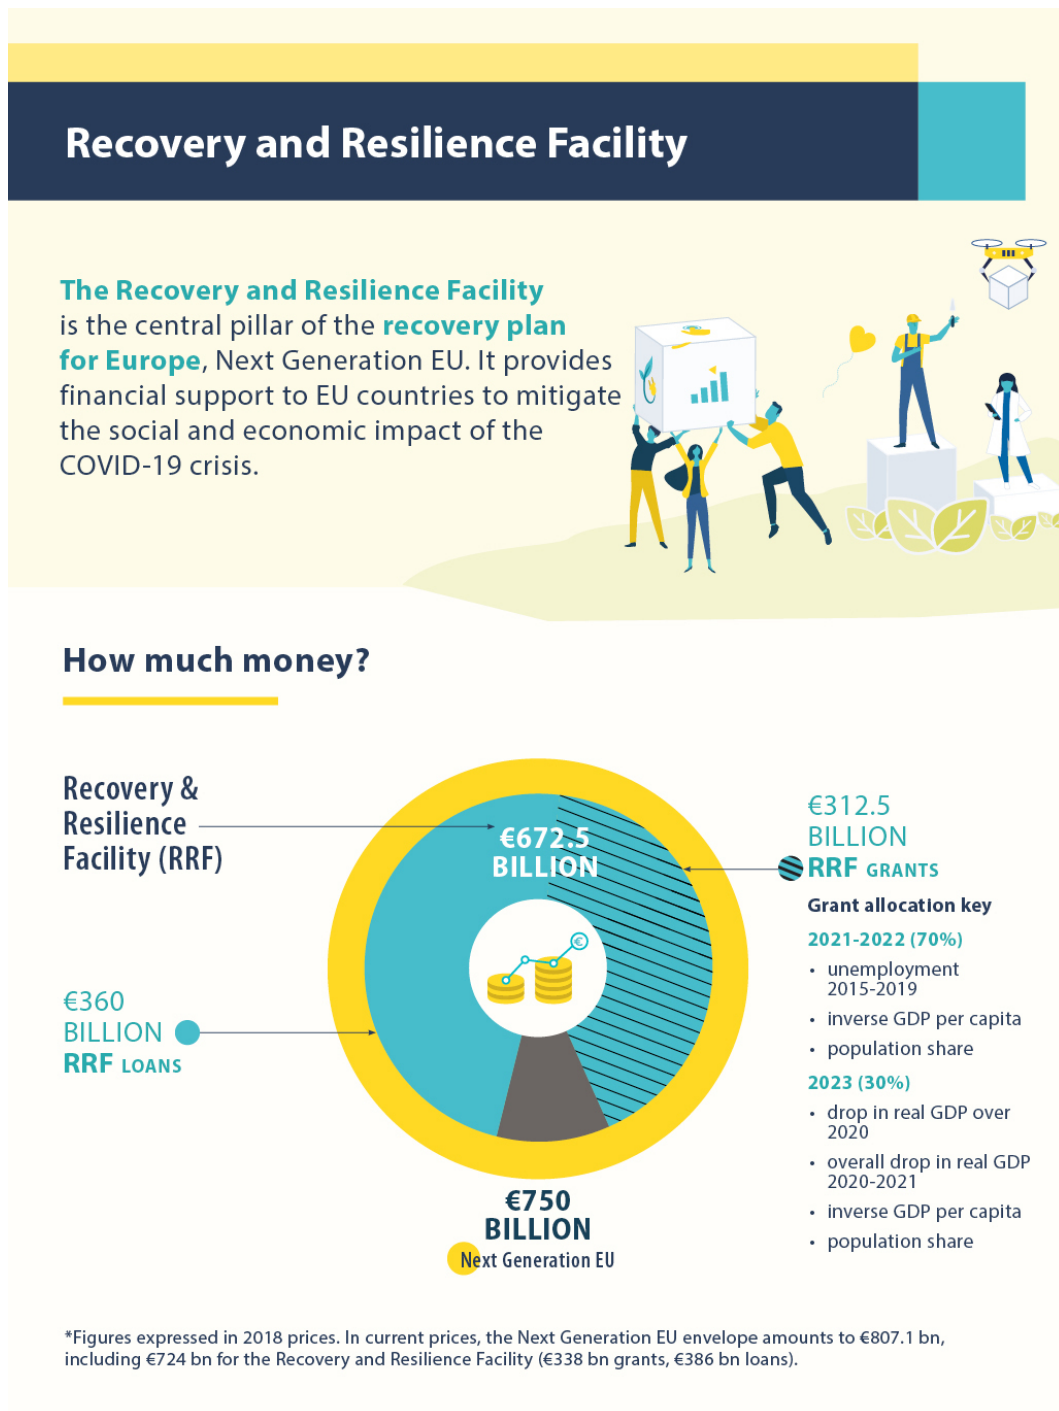 Recovery and Resilience Facility
The Recovery and Resilience Facility
is the central pillar of the recovery plan
for Europe, Next Generation EU. It provides
financial support to EU countries to mitigate
the social and economic impact of the
COVID-19 crisis.
How much money?
Recovery &
Resilience
Facility (RRF)
€672.5
BILLION
€312.5
BILLION
RRF GRANTS
Grant allocation key
2021-2022 (70%)
• unemployment
2015-2019
• inverse GDP per capita
• population share
2023 (30%)
• drop in real GDP over
2020
• overall drop in real GDP
2020-2021
• inverse GDP per capita
• population share
€
€360
BILLION
RRF LOANS
€750
BILLION
Next Generation EU
*Figures expressed in 2018 prices. In current prices, the Next Generation EU envelope amounts to €807.1 bn,
including €724 bn for the Recovery and Resilience Facility (€338 bn grants, €386 bn loans).